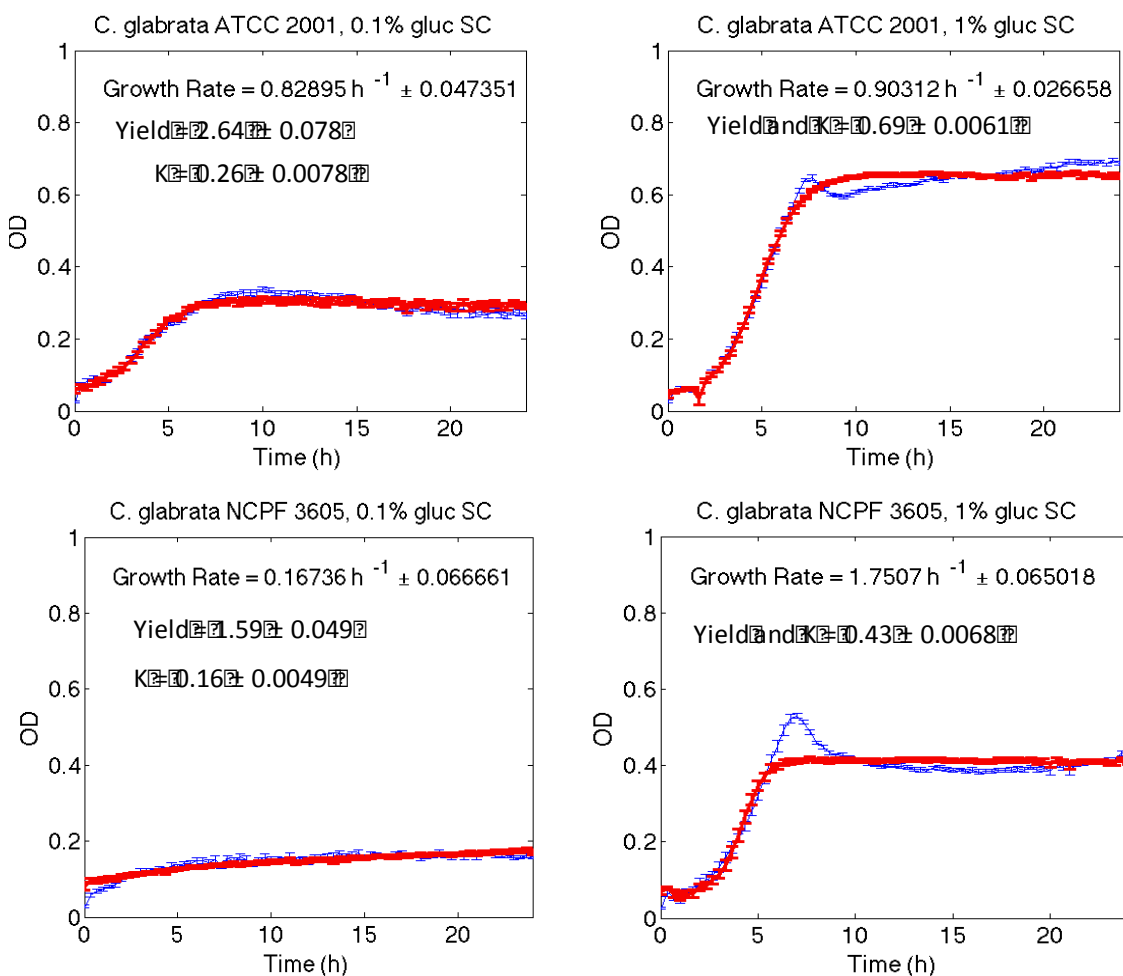 C. glabrata ATCC 2001, 0.1% gluc SC
1
Growth Rate = 0.82895 h -1 ± 0.047351
0.8
Yield = 2.64 ± 0.078
K = 0.26 ± 0.0078
0.6
OD
0.4
0.2
0
0 5 10 15 20
Time (h)
C. glabrata ATCC 2001, 1% gluc SC
1
Growth Rate = 0.90312 h -1 ± 0.026658
0.8
Yield and K = 0.69 ± 0.0061
0.6
OD
0.4
0.2
0
0 5 10 15 20
Time (h)
C. glabrata NCPF 3605, 0.1% gluc SC
1
Growth Rate = 0.16736 h -1 ± 0.066661
0.8
Yield = 1.59 ± 0.049
K = 0.16 ± 0.0049
0.6
OD
0.4
0.2
0
0 5 10 15 20
Time (h)
C. glabrata NCPF 3605, 1% gluc SC
1
Growth Rate = 1.7507 h -1 ± 0.065018
0.8
Yield and K = 0.43 ± 0.0068
0.6
OD
0.4
0.2
0
0 5 10 15 20
Time (h)